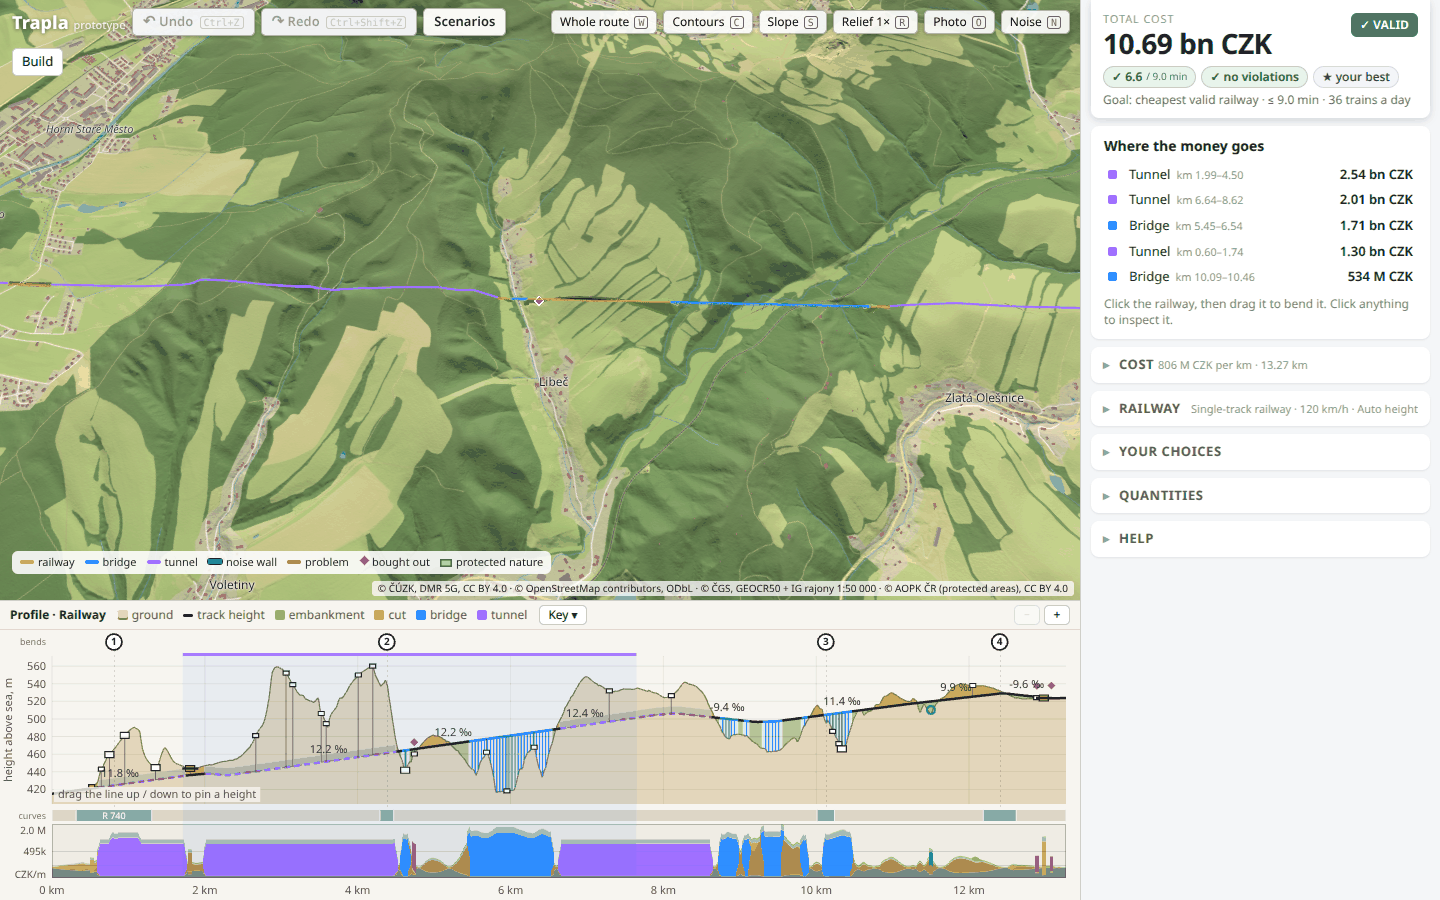 Trapla prototype
↶ Undo Ctrl+Z
↷ Redo Ctrl+Shift+Z
Scenarios
Whole route W
Contours C
Slope S
Relief 1× R
Photo O
Noise N
Build
Horní Staré Město
Libeč
Zlatá Olešnice
Voletiny
railway
bridge
tunnel
noise wall
problem
bought out
protected nature
© ČÚZK, DMR 5G, CC BY 4.0 · © OpenStreetMap contributors, ODbL · © ČGS, GEOCR50 + IG rajony 1:50 000 · © AOPK ČR (protected areas), CC BY 4.0
TOTAL COST
10.69 bn CZK
✓ VALID
✓ 6.6 / 9.0 min
✓ no violations
★ your best
Goal: cheapest valid railway · ≤ 9.0 min · 36 trains a day
Where the money goes
Tunnel km 1.99–4.50 2.54 bn CZK
Tunnel km 6.64–8.62 2.01 bn CZK
Bridge km 5.45–6.54 1.71 bn CZK
Tunnel km 0.60–1.74 1.30 bn CZK
Bridge km 10.09–10.46 534 M CZK
Click the railway, then drag it to bend it. Click anything
to inspect it.
▸ COST 806 M CZK per km · 13.27 km
▸ RAILWAY Single-track railway · 120 km/h · Auto height
▸ YOUR CHOICES
▸ QUANTITIES
▸ HELP
Profile · Railway
ground
track height
embankment
cut
bridge
tunnel
Key ▾
−
+
bends
1
2
3
4
height above sea, m
560
540
520
500
480
460
440
420
11.8 ‰
12.2 ‰
12.2 ‰
12.4 ‰
-9.4 ‰
11.4 ‰
9.9 ‰
-9.6 ‰
drag the line up / down to pin a height
curves
R 740
2.0 M
495k
CZK/m
0 km
2 km
4 km
6 km
8 km
10 km
12 km